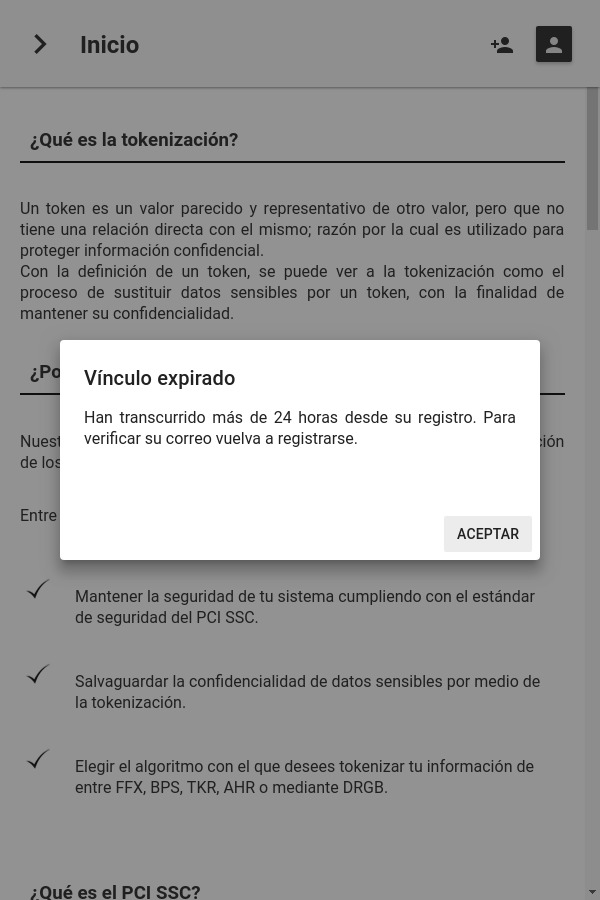 Inicio
¿Qué es la tokenización?
Un token es un valor parecido y representativo de otro valor, pero que no
tiene una relación directa con el mismo; razón por la cual es utilizado para
proteger información confidencial.
Con la definición de un token, se puede ver a la tokenización como el
proceso de sustituir datos sensibles por un token, con la finalidad de
mantener su confidencialidad.
¿Po
Nuest
de los
Entre
Vínculo expirado
Han transcurrido más de 24 horas desde su registro. Para
verificar su correo vuelva a registrarse.
ACEPTAR
Mantener la seguridad de tu sistema cumpliendo con el estándar
de seguridad del PCI SSC.
Salvaguardar la confidencialidad de datos sensibles por medio de
la tokenización.
Elegir el algoritmo con el que desees tokenizar tu información de
entre FFX, BPS, TKR, AHR o mediante DRGB.
¿Qué es el PCI SSC?